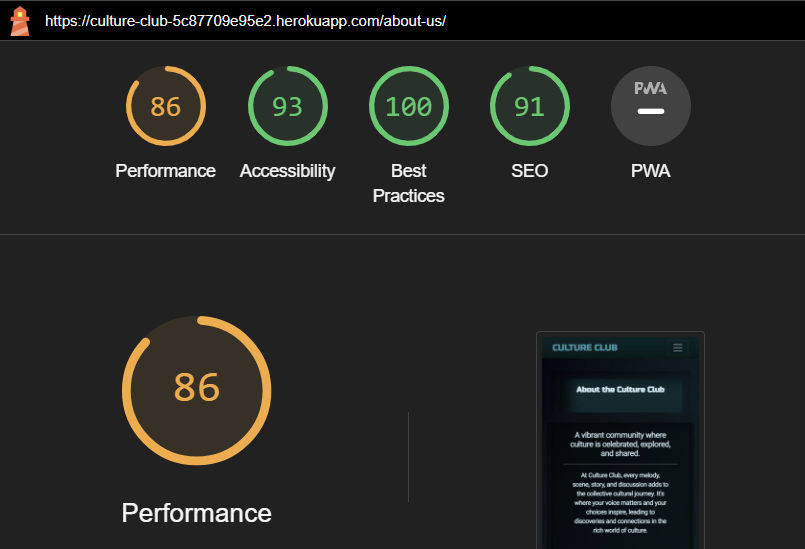 https://culture-club-5c87709e95e2.herokuapp.com/about-us/
86
93
100
91
PWA
Performance
Accessibility
Best
Practices
SEO
PWA
86
Performance
CULTURE CLUB
About the Culture Club
A vibrant community where
culture is celebrated, explored,
and shared.
At Culture Club, every melody,
scene, story, and discussion adds to
the collective cultural journey. It's
where your voice matters and your
choices inspire, leading to
discoveries and connections in the
rich world of culture.